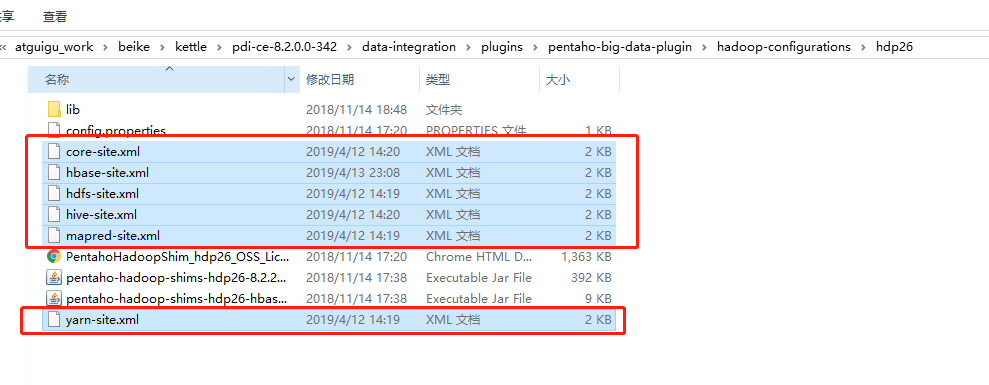 共享 查看
« atguigu_work › beike › kettle › pdi-ce-8.2.0.0-342 › data-integration › plugins › pentaho-big-data-plugin › hadoop-configurations › hdp26
名称 修改日期 类型 大小
lib 2018/11/14 18:48 文件夹
config.properties 2018/11/14 17:20 PROPERTIES 文件 1 KB
core-site.xml 2019/4/12 14:20 XML 文档 2 KB
hbase-site.xml 2019/4/13 23:08 XML 文档 2 KB
hdfs-site.xml 2019/4/12 14:19 XML 文档 2 KB
hive-site.xml 2019/4/12 14:20 XML 文档 2 KB
mapred-site.xml 2019/4/12 14:19 XML 文档 2 KB
PentahoHadoopShim_hdp26_OSS_Lic... 2018/11/14 17:20 Chrome HTML D... 1,363 KB
pentaho-hadoop-shims-hdp26-8.2.2... 2018/11/14 17:38 Executable Jar File 392 KB
pentaho-hadoop-shims-hdp26-hbas... 2018/11/14 17:38 Executable Jar File 9 KB
yarn-site.xml 2019/4/12 14:19 XML 文档 2 KB